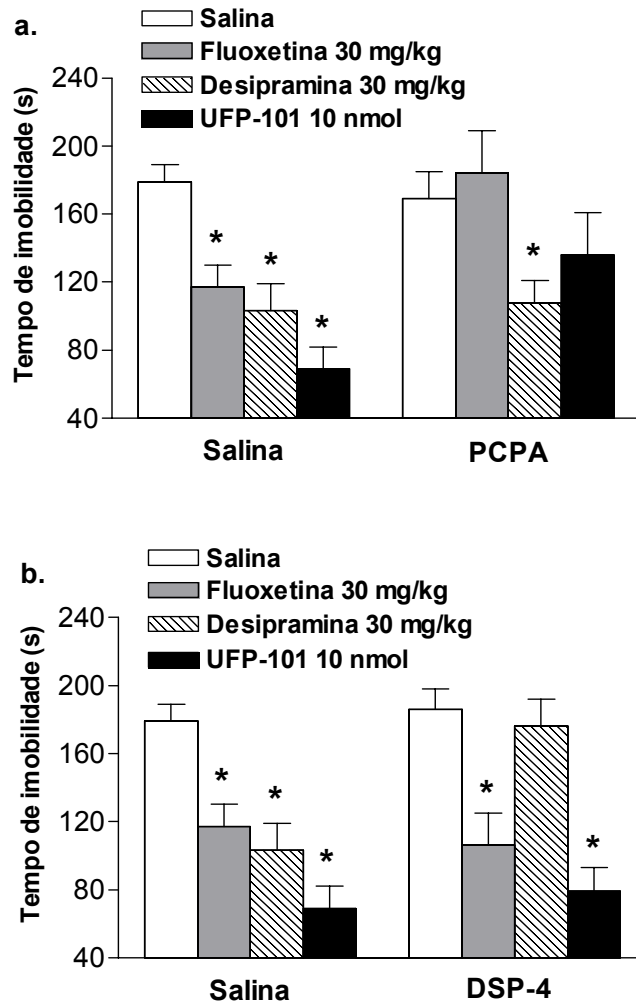 a.
Salina
Fluoxetina 30 mg/kg
Desipramina 30 mg/kg
UFP-101 10 nmol
Tempo de imobilidade (s)
240
200
160
120
80
40
*
*
*
*
Salina
PCPA
b.
Salina
Fluoxetina 30 mg/kg
Desipramina 30 mg/kg
UFP-101 10 nmol
Tempo de imobilidade (s)
240
200
160
120
80
40
*
*
*
*
*
Salina
DSP-4